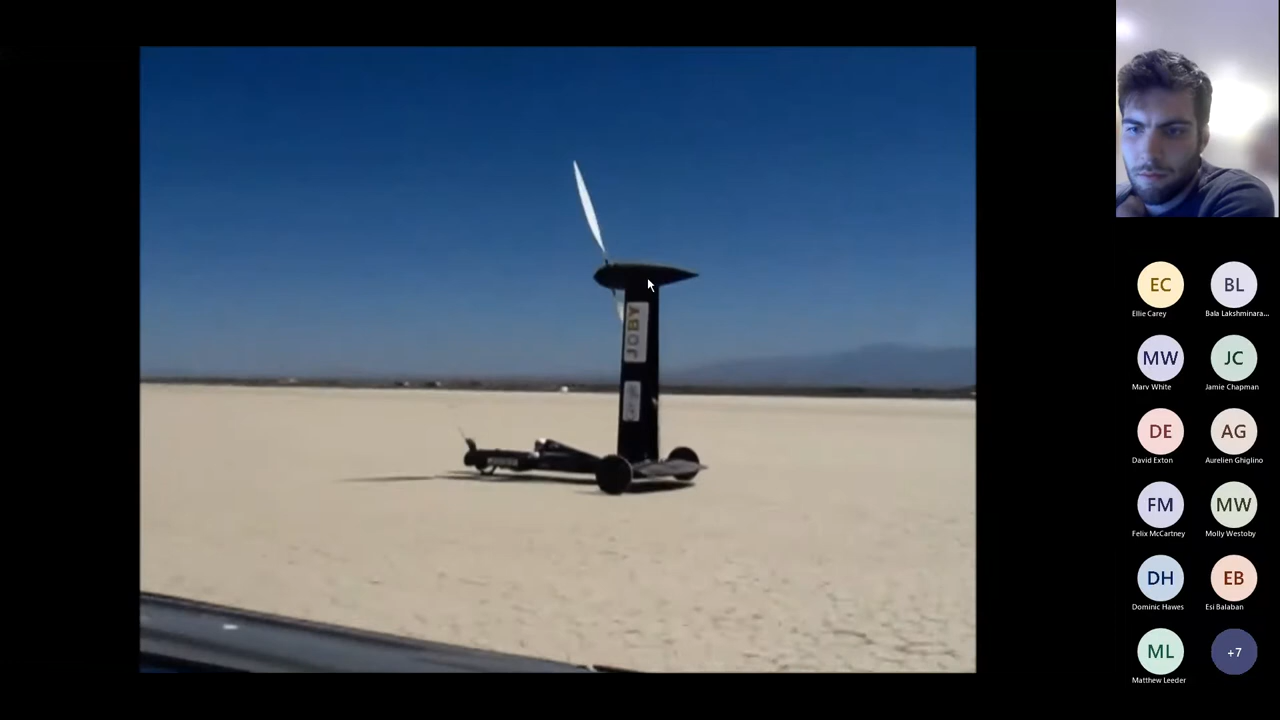 JOBY
EC
BL
Ellie Carey
Bala Lakshminara...
MW
JC
Marv White
Jamie Chapman
DE
AG
David Exton
Aurelien Ghiglino
FM
MW
Felix McCartney
Molly Westoby
DH
EB
Dominic Hawes
Esi Balaban
ML
+7
Matthew Leeder